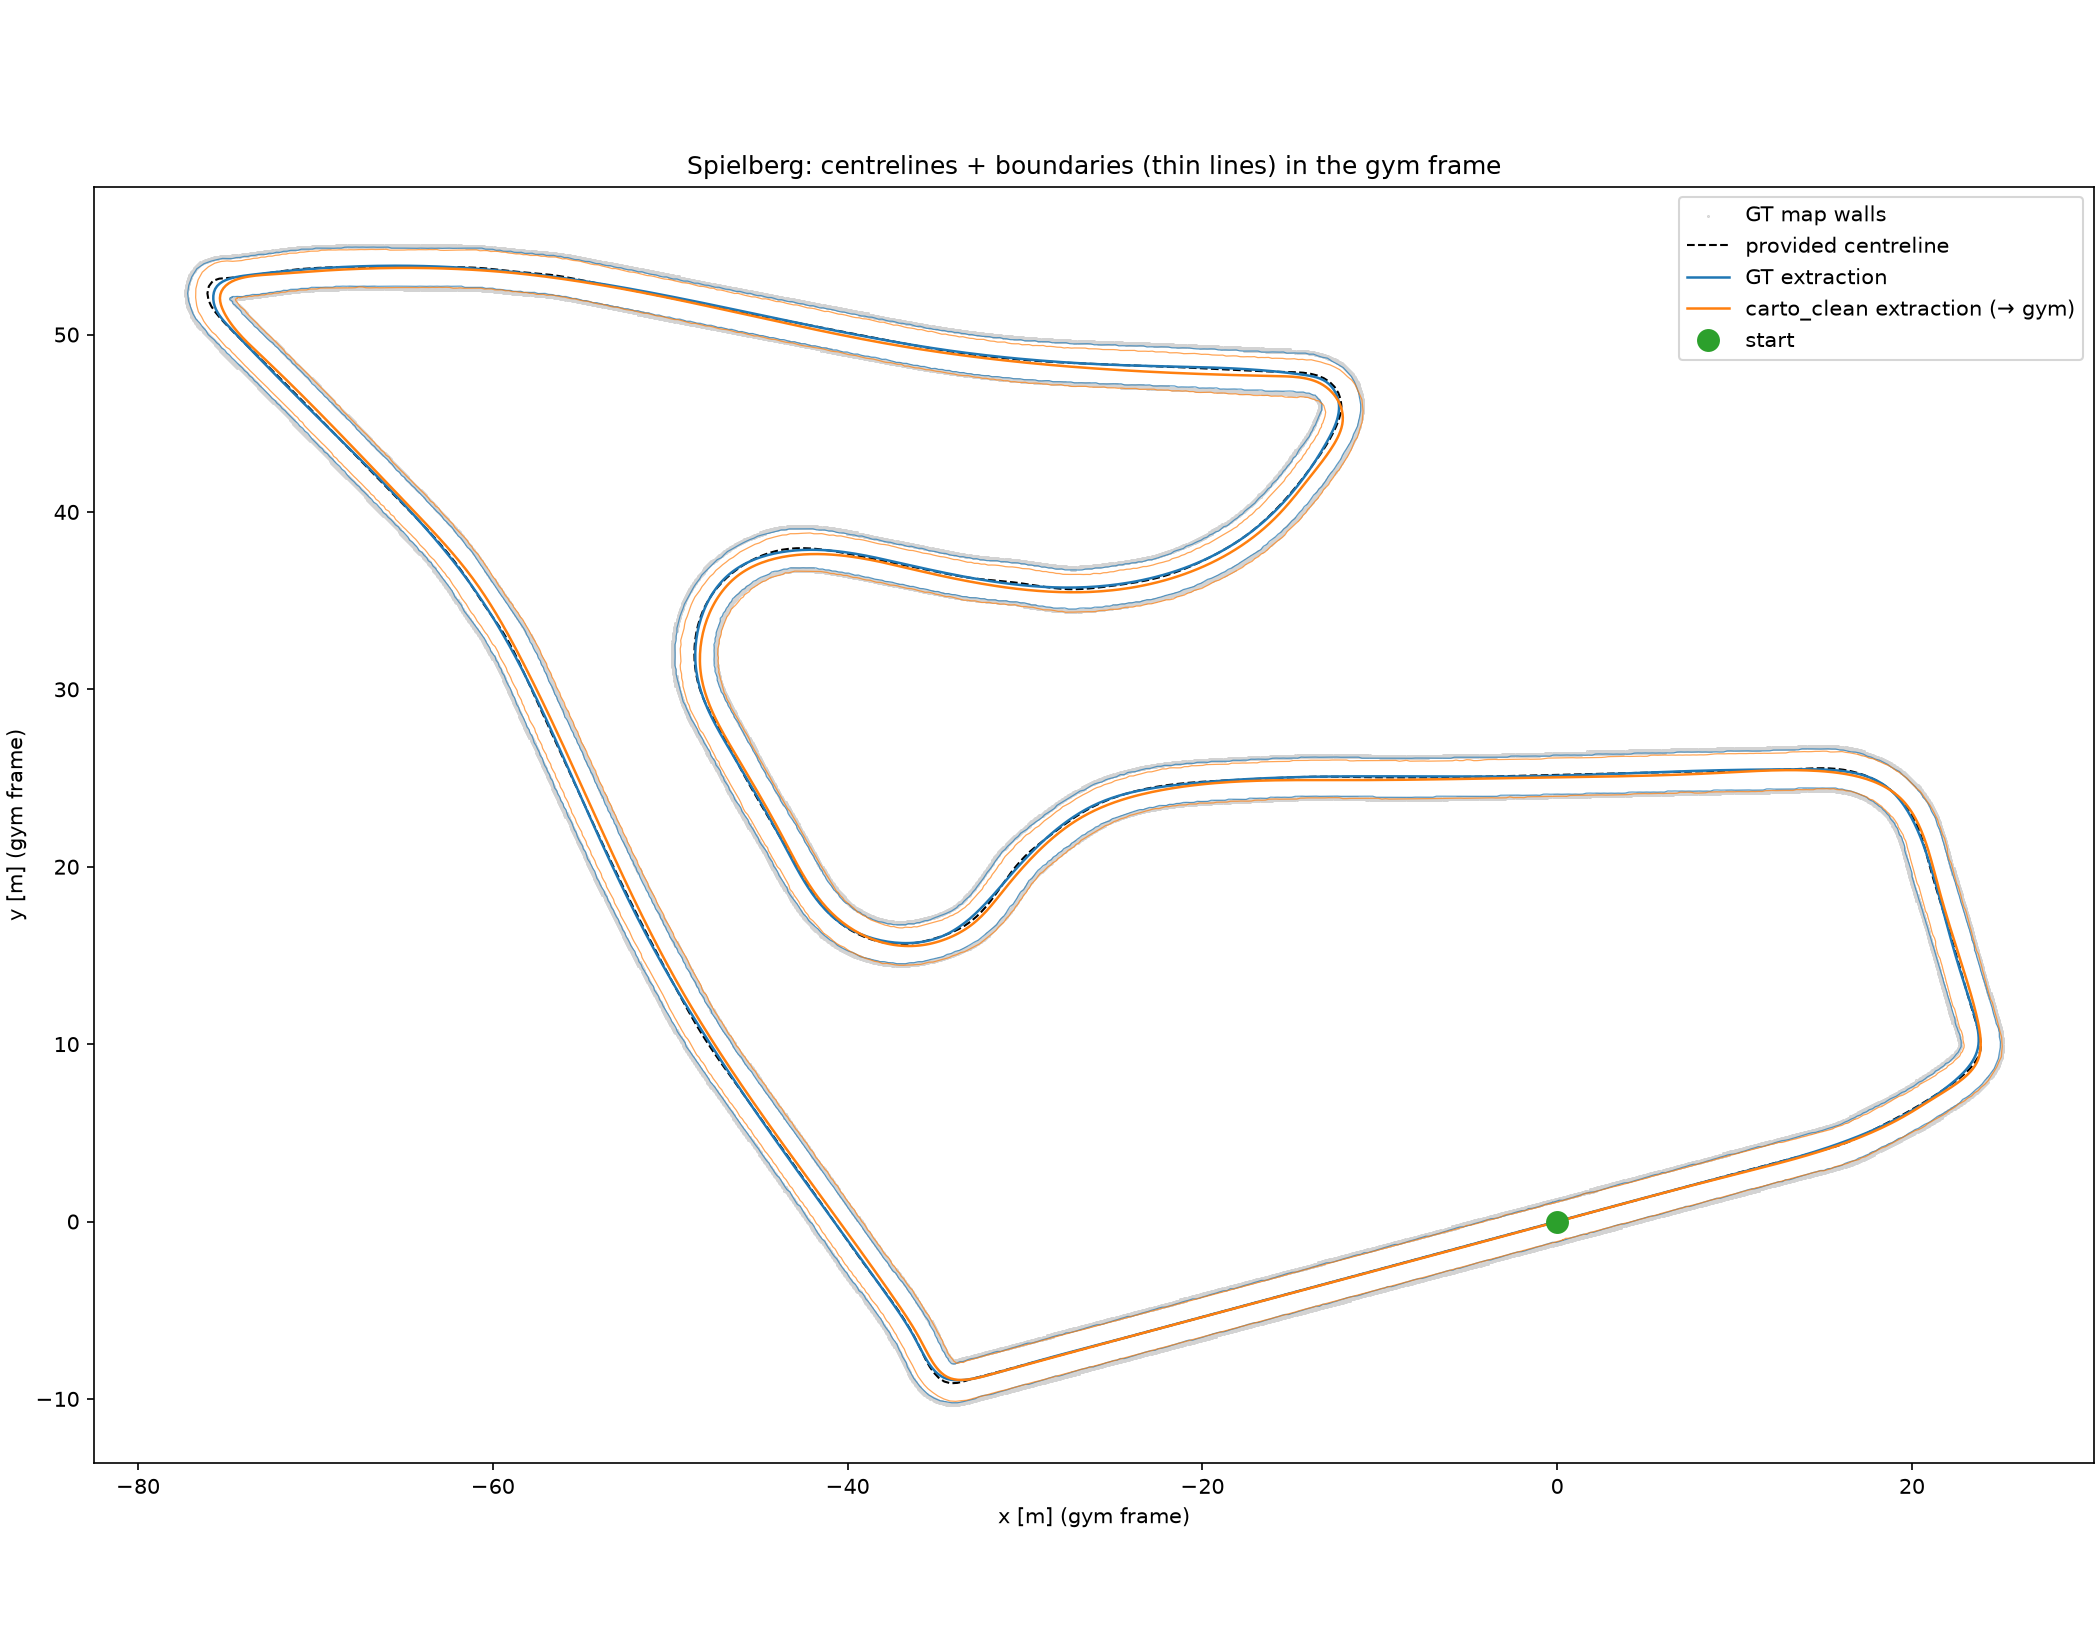 Spielberg: centrelines + boundaries (thin lines) in the gym frame
GT map walls
provided centreline
GT extraction
carto_clean extraction (→ gym)
start
y [m] (gym frame)
50
40
30
20
10
0
−10
−80
−60
−40
−20
0
20
x [m] (gym frame)